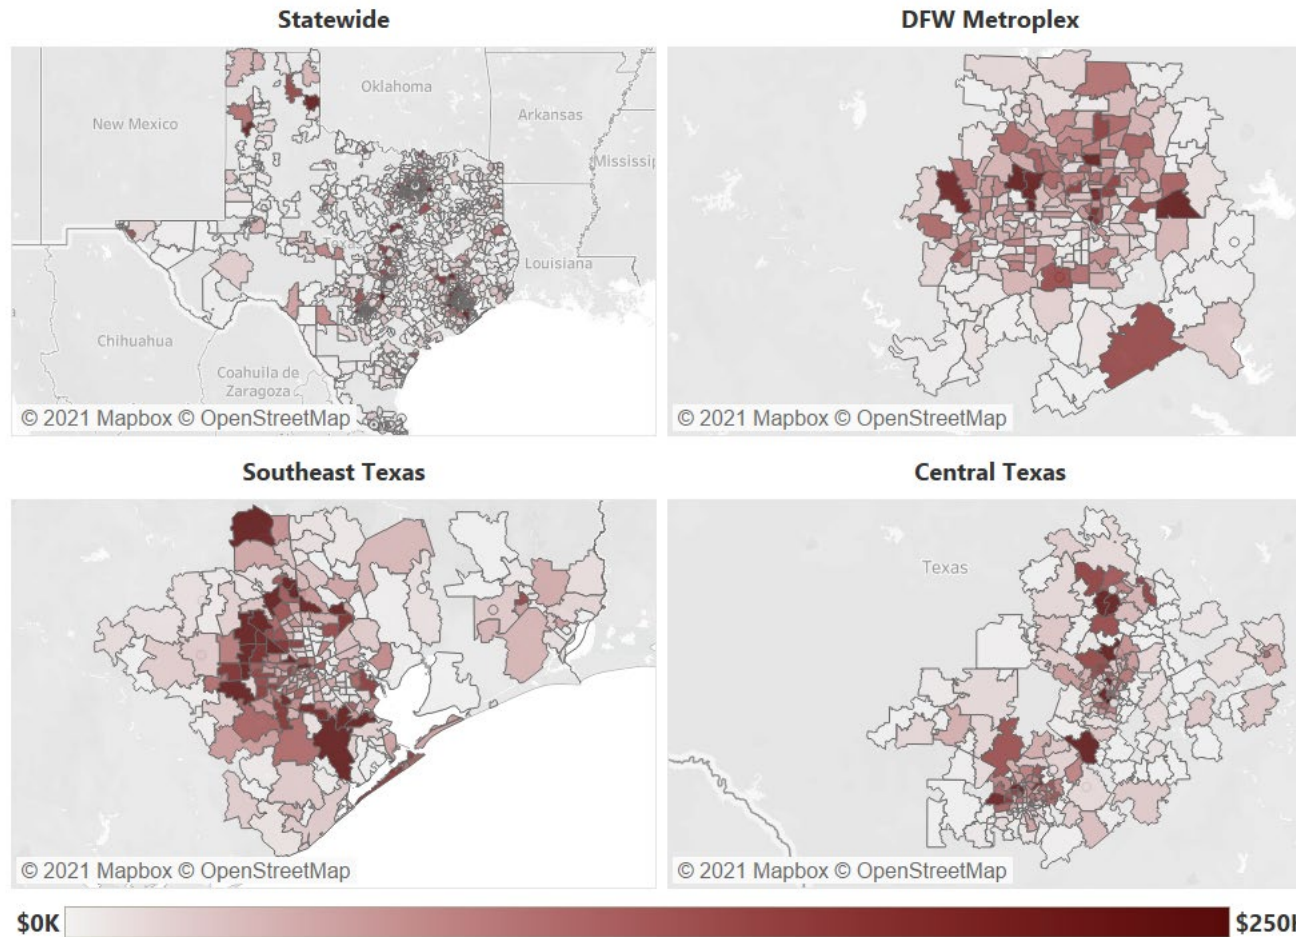 Statewide
DFW Metroplex
Oklahoma
New Mexico
Arkansas
Mississip
Louisiana
Chihuahua
Coahuila de
Zaragoza
© 2021 Mapbox © OpenStreetMap
© 2021 Mapbox © OpenStreetMap
Southeast Texas
Central Texas
Texas
© 2021 Mapbox © OpenStreetMap
© 2021 Mapbox © OpenStreetMap
$0K
$250K